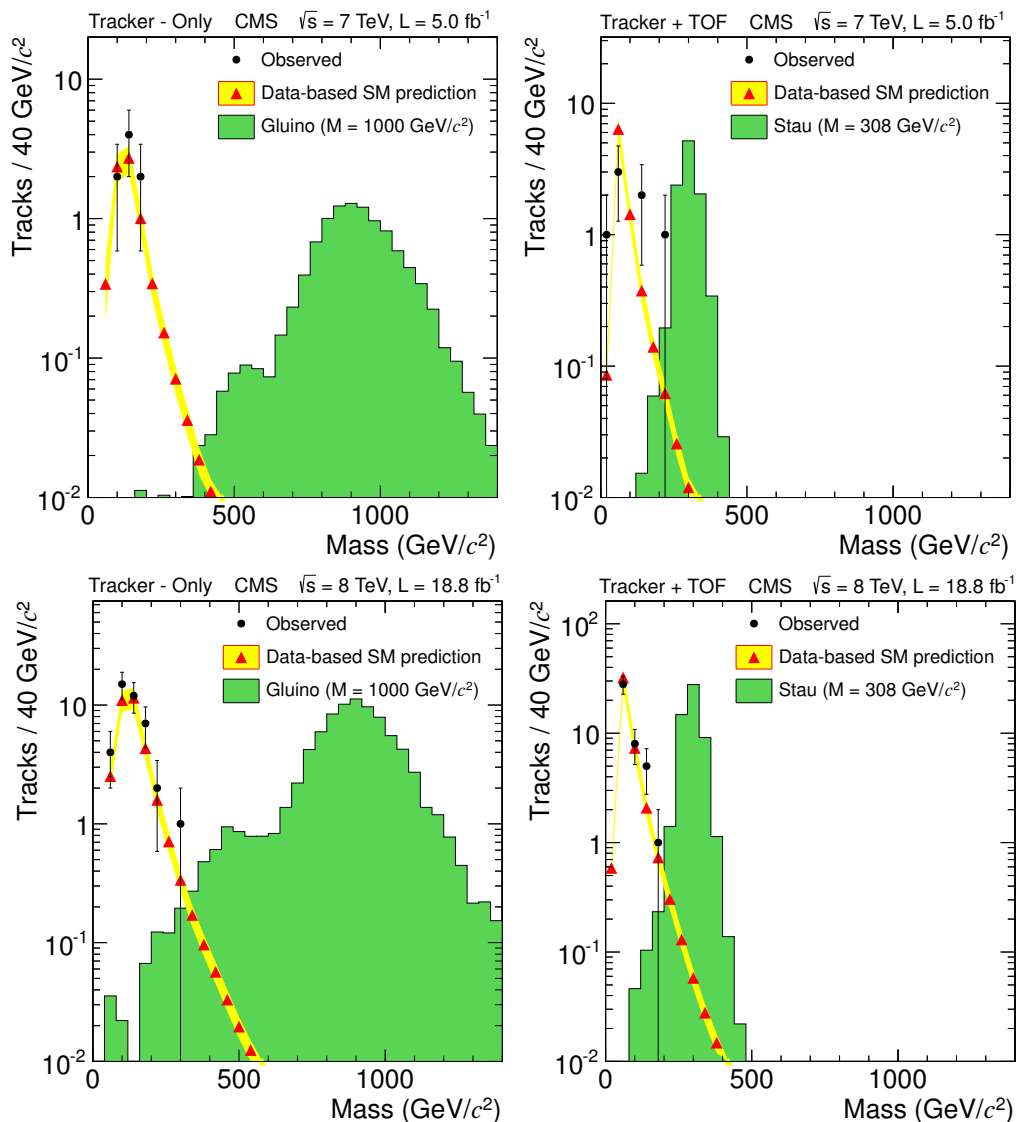 Tracker - Only CMS √s = 7 TeV, L = 5.0 fb⁻¹
Tracks / 40 GeV/c²
Observed
Data-based SM prediction
Gluino (M = 1000 GeV/c²)
10
1
10⁻¹
10⁻²
0 500 1000
Mass (GeV/c²)
Tracker + TOF CMS √s = 7 TeV, L = 5.0 fb⁻¹
Tracks / 40 GeV/c²
Observed
Data-based SM prediction
Stau (M = 308 GeV/c²)
10
1
10⁻¹
10⁻²
0 500 1000
Mass (GeV/c²)
Tracker - Only CMS √s = 8 TeV, L = 18.8 fb⁻¹
Tracks / 40 GeV/c²
Observed
Data-based SM prediction
Gluino (M = 1000 GeV/c²)
10
1
10⁻¹
10⁻²
0 500 1000
Mass (GeV/c²)
Tracker + TOF CMS √s = 8 TeV, L = 18.8 fb⁻¹
Tracks / 40 GeV/c²
Observed
Data-based SM prediction
Stau (M = 308 GeV/c²)
10²
10
1
10⁻¹
10⁻²
0 500 1000
Mass (GeV/c²)